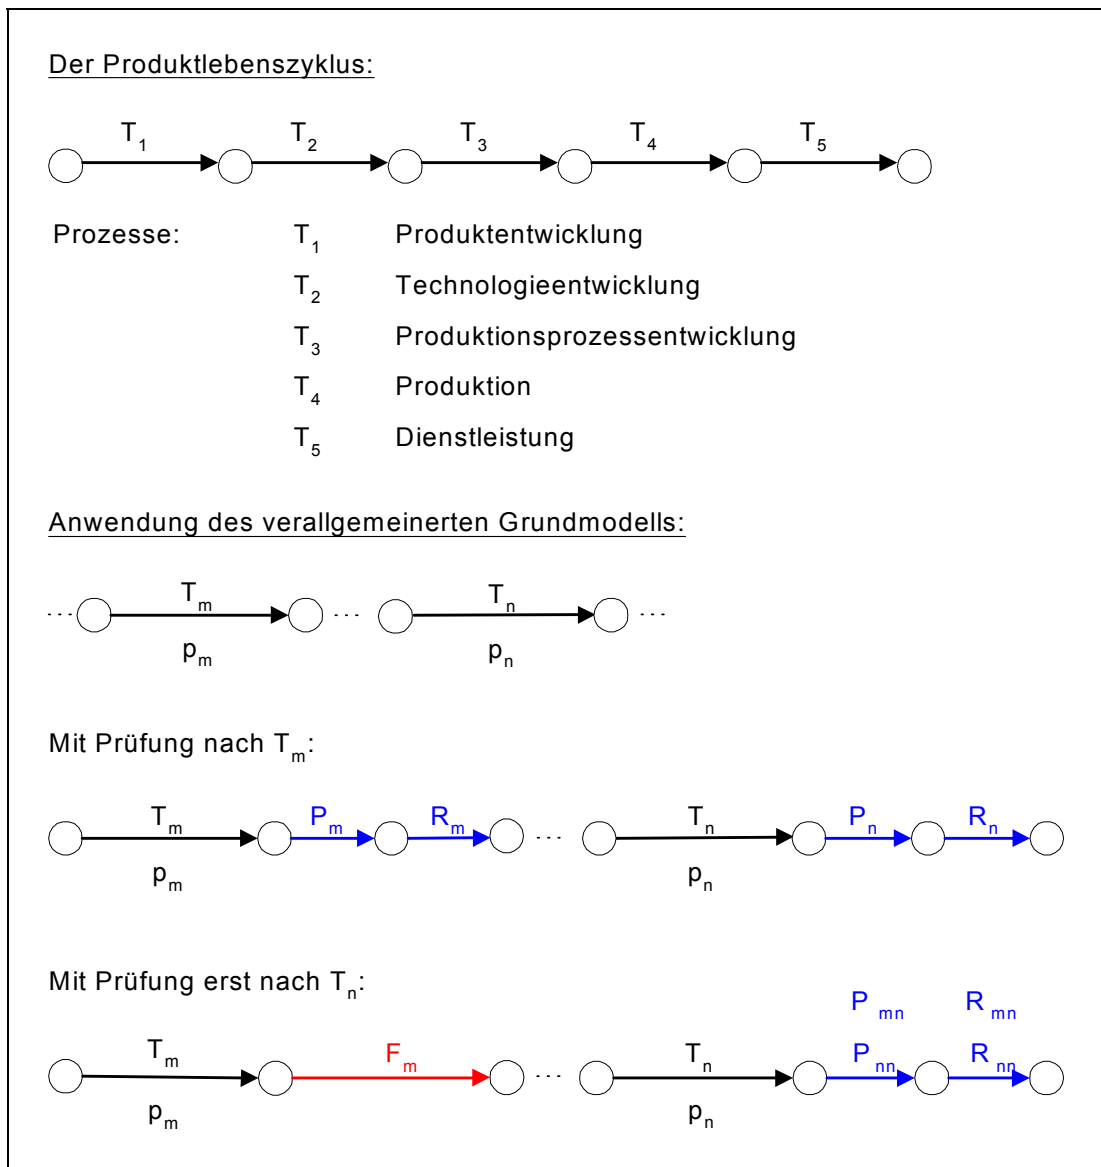 Der Produktlebenszyklus:
T1 T2 T3 T4 T5
Prozesse: T1 Produktentwicklung
T2 Technologieentwicklung
T3 Produktionsprozessentwicklung
T4 Produktion
T5 Dienstleistung
Anwendung des verallgemeinerten Grundmodells:
Tm Tn
... ... ...
pm pn
Mit Prüfung nach Tm:
Tm Pm Rm ... Tn Pn Rn
pm pn
Mit Prüfung erst nach Tn:
Pmn Rmn
Tm Fm ... Tn Pnn Rnn
pm pn